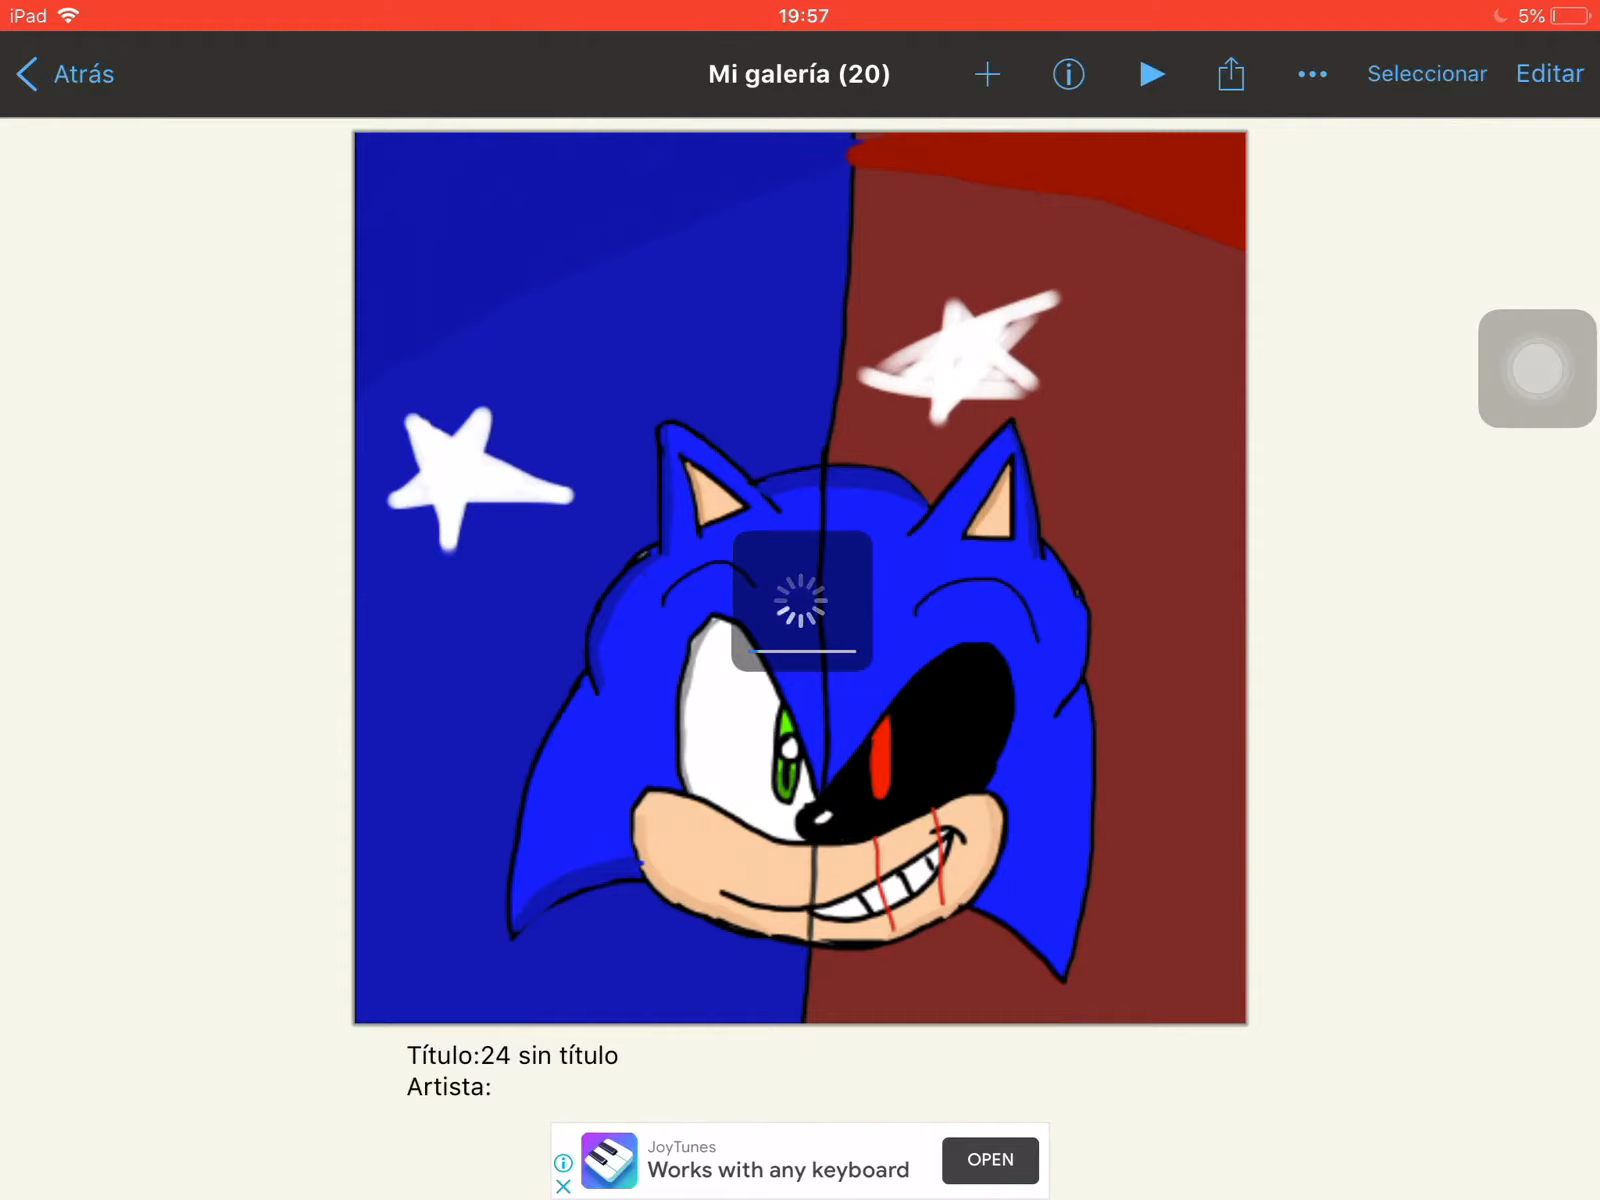 iPad 19:57 5%
Atrás Mi galería (20) Seleccionar Editar
Título:24 sin título
Artista:
JoyTunes
Works with any keyboard
OPEN